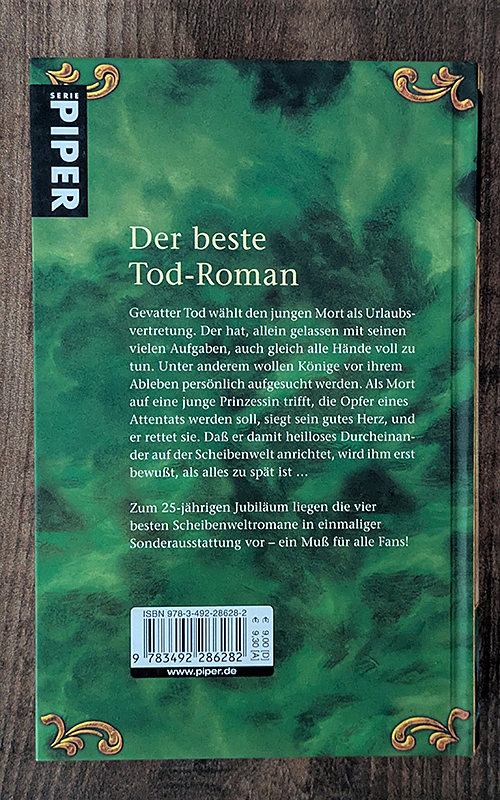 SERIE
PIPER
Der beste
Tod-Roman
Gevatter Tod wählt den jungen Mort als Urlaubs-
vertretung. Der hat, allein gelassen mit seinen
vielen Aufgaben, auch gleich alle Hände voll zu
tun. Unter anderem wollen Könige vor ihrem
Ableben persönlich aufgesucht werden. Als Mort
auf eine junge Prinzessin trifft, die Opfer eines
Attentats werden soll, siegt sein gutes Herz, und
er rettet sie. Daß er damit heilloses Durcheinan-
der auf der Scheibenwelt anrichtet, wird ihm erst
bewußt, als alles zu spät ist ...
Zum 25-jährigen Jubiläum liegen die vier
besten Scheibenweltromane in einmaliger
Sonderausstattung vor – ein Muß für alle Fans!
ISBN 978-3-492-28628-2
€ 9,00 [D]
€ 9,30 [A]
9 783492 286282
www.piper.de